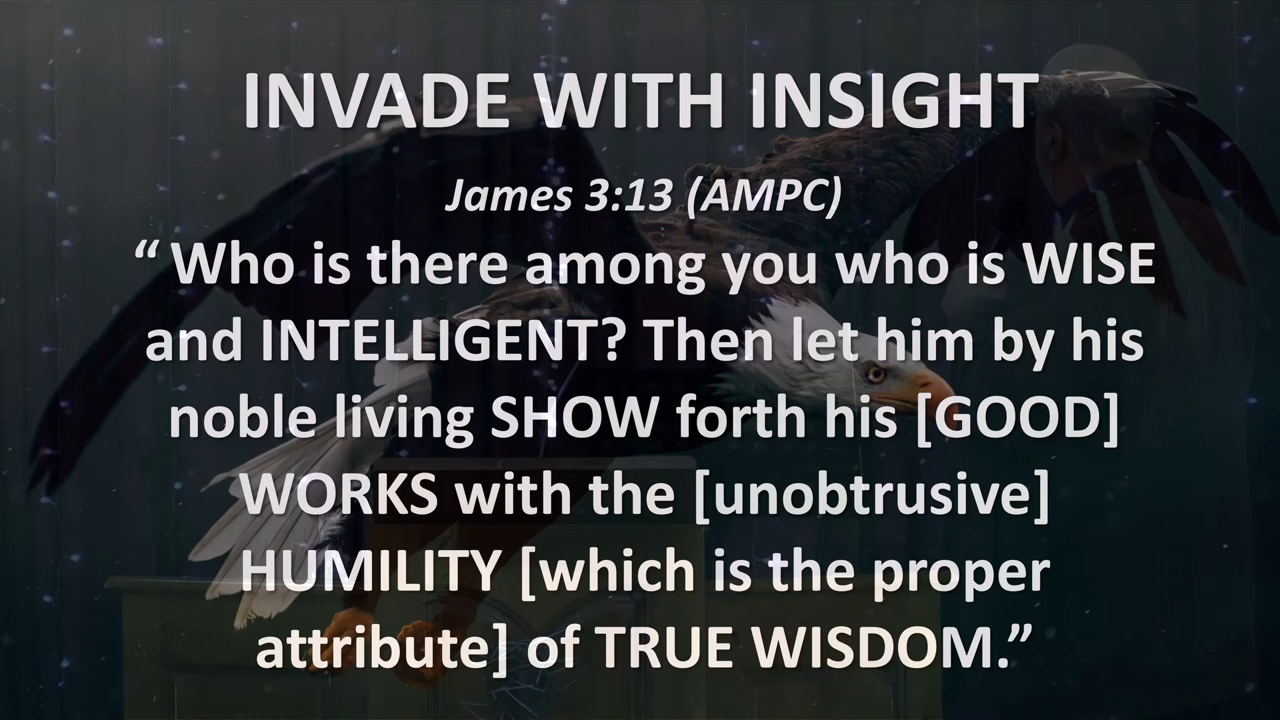 INVADE WITH INSIGHT
James 3:13 (AMPC)
“ Who is there among you who is WISE
and INTELLIGENT? Then let him by his
noble living SHOW forth his [GOOD]
WORKS with the [unobtrusive]
HUMILITY [which is the proper
attribute] of TRUE WISDOM.”